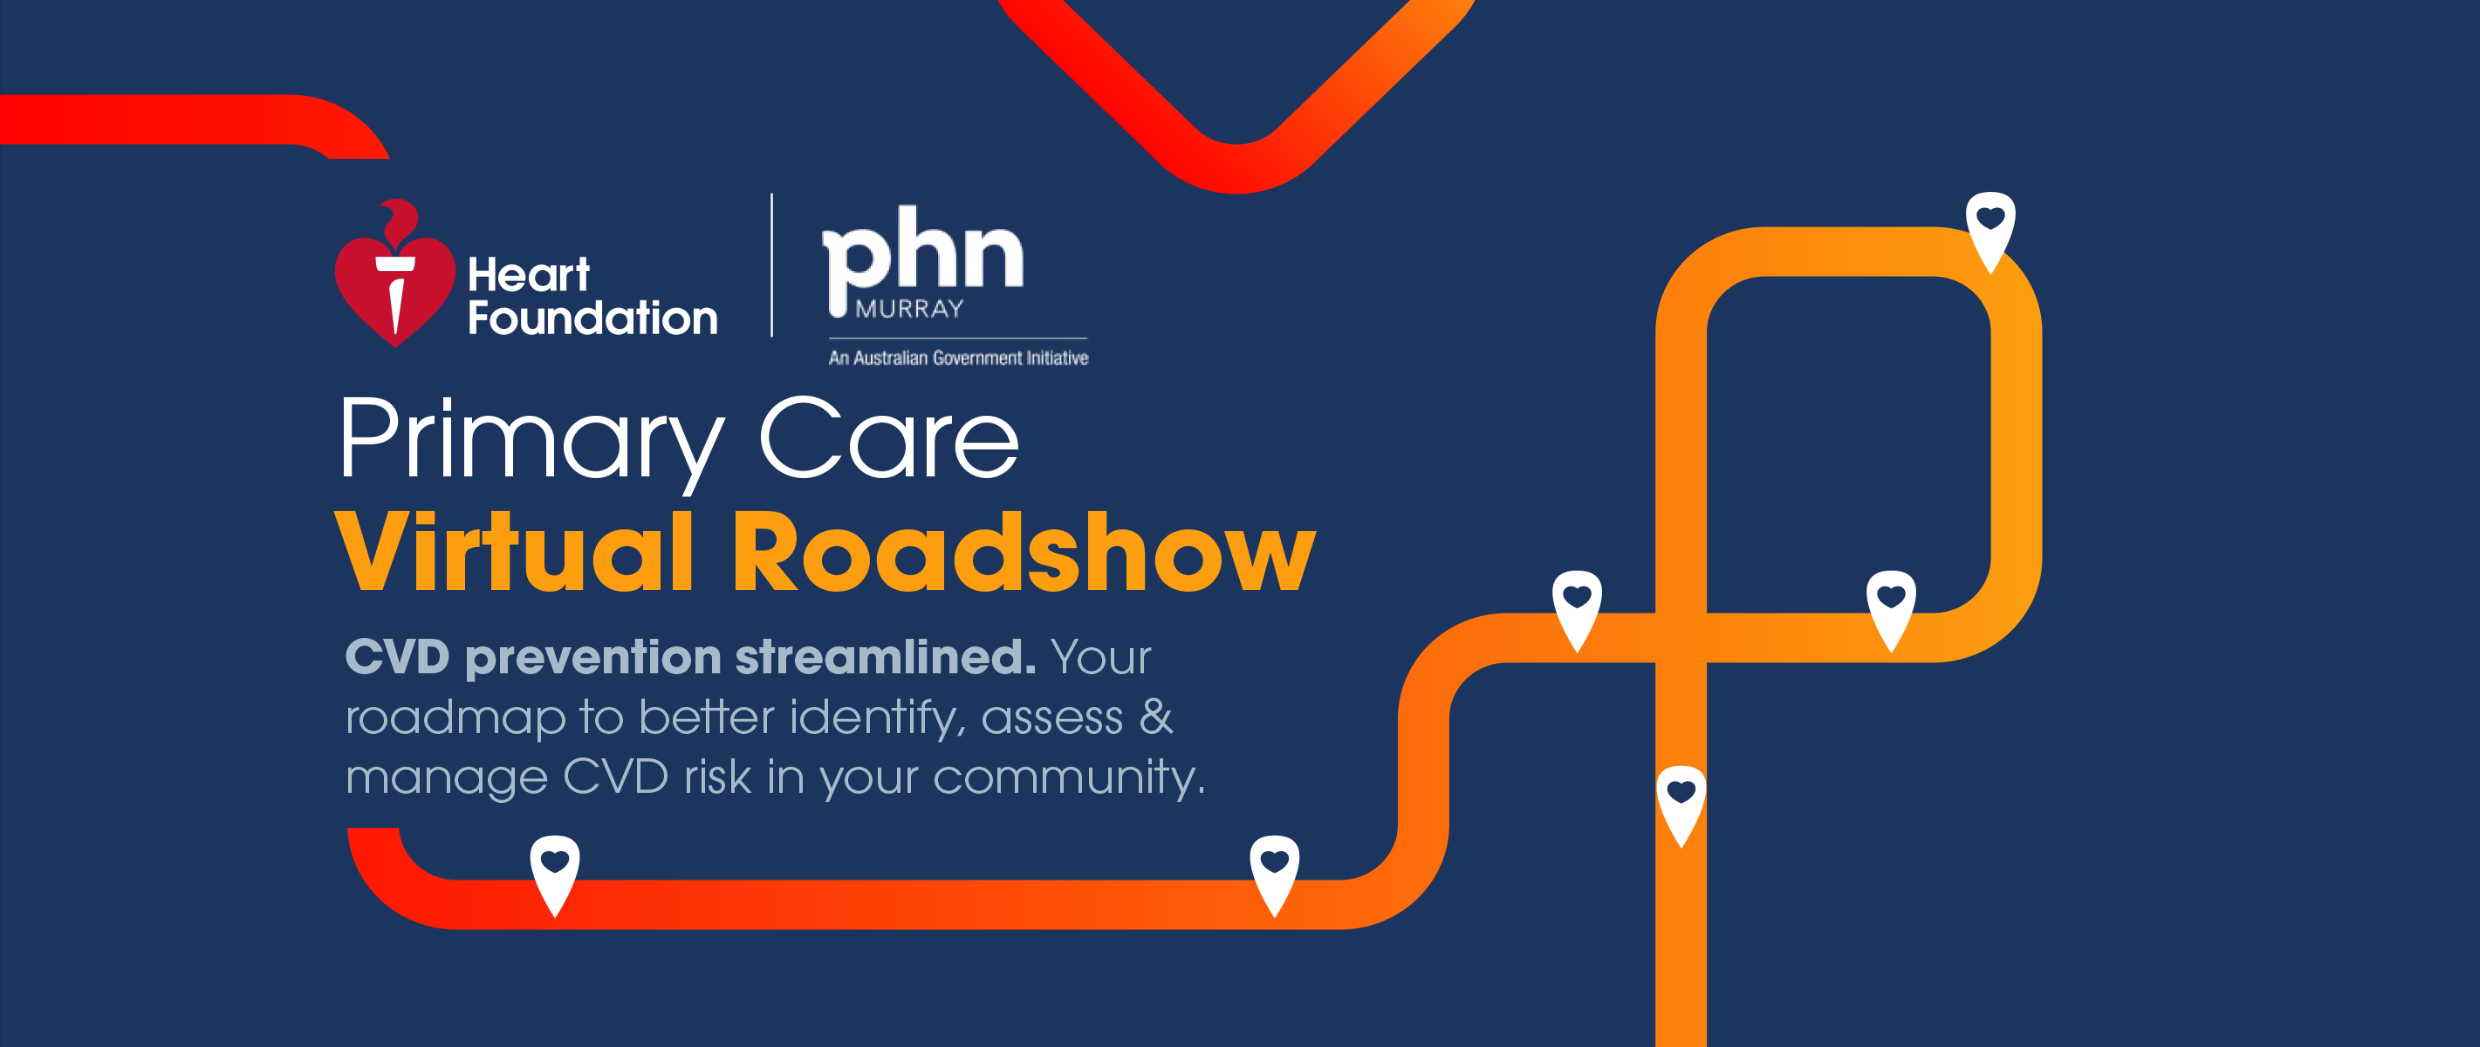 Heart
Foundation
phn
MURRAY
An Australian Government Initiative
Primary Care
Virtual Roadshow
CVD prevention streamlined. Your
roadmap to better identify, assess &
manage CVD risk in your community.